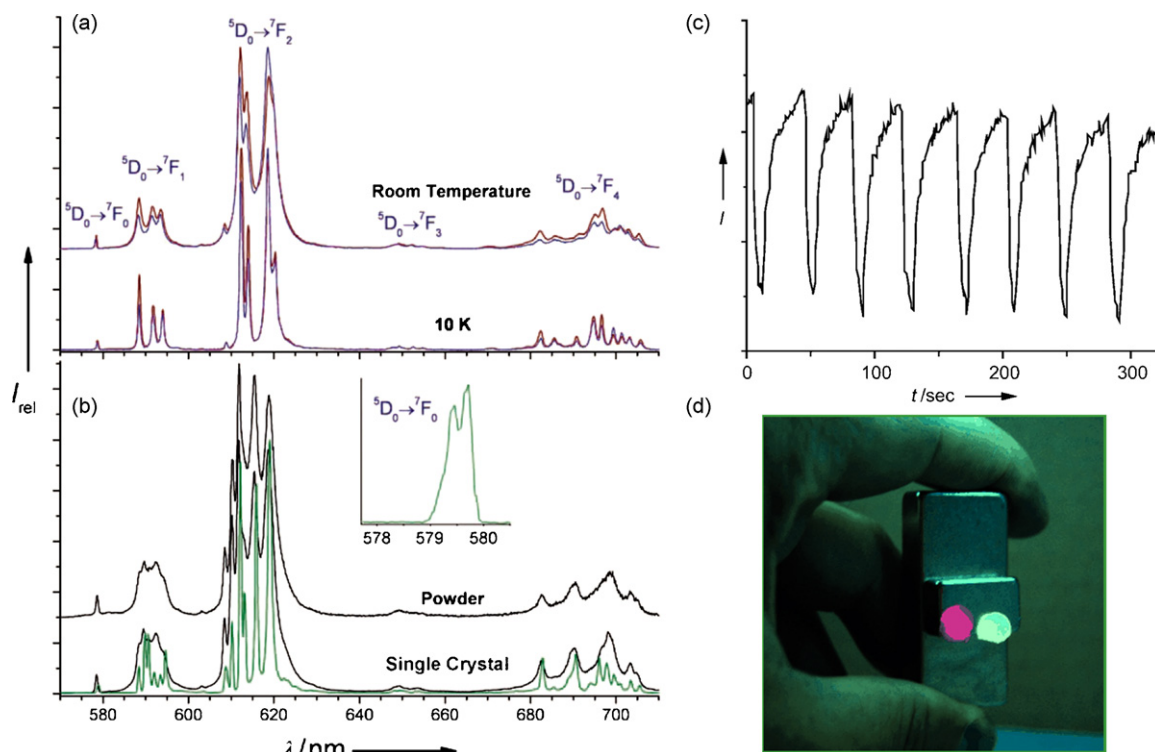 (a)
⁵D₀→⁷F₂
⁵D₀→⁷F₁
Room Temperature
⁵D₀→⁷F₄
⁵D₀→⁷F₀
⁵D₀→⁷F₃
10 K
I rel
(b)
⁵D₀→⁷F₀
578 579 580
Powder
Single Crystal
580 600 620 640 660 680 700
λ/nm
(c)
I
0 100 200 300
t/sec
(d)